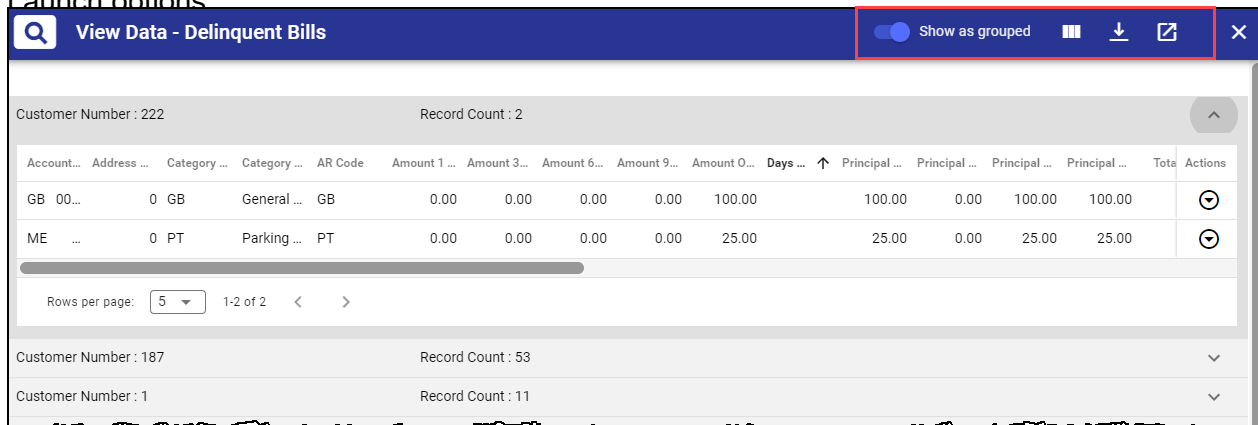 Launch options
View Data - Delinquent Bills Show as grouped
Customer Number : 222 Record Count : 2
Account... Address ... Category ... Category ... AR Code Amount 1 ... Amount 3... Amount 6... Amount 9... Amount O... Days ... Principal ... Principal ... Principal ... Principal ... Tota Actions
GB 00... 0 GB General ... GB 0.00 0.00 0.00 0.00 100.00 100.00 0.00 100.00 100.00
ME ... 0 PT Parking ... PT 0.00 0.00 0.00 0.00 25.00 25.00 0.00 25.00 25.00
Rows per page: 5 1-2 of 2
Customer Number : 187 Record Count : 53
Customer Number : 1 Record Count : 11